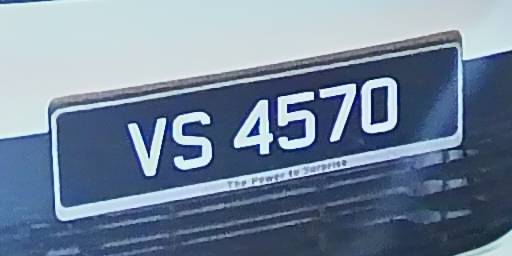 VS 4570
The Power to Surprise